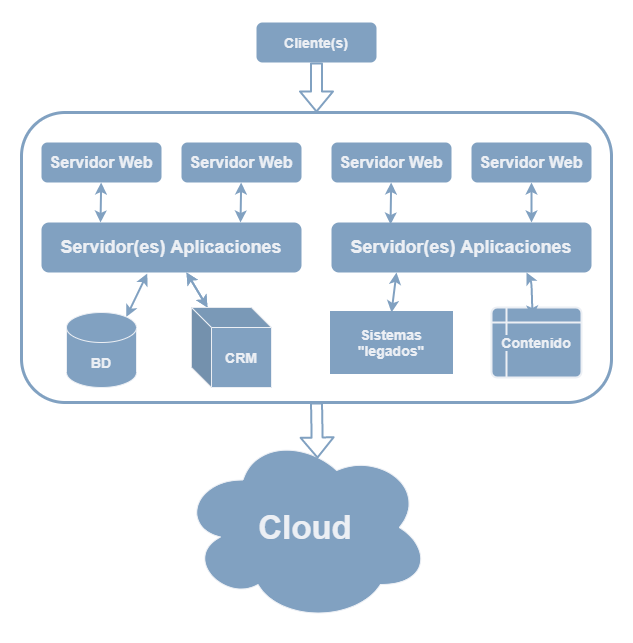 Cliente(s)
Servidor Web
Servidor Web
Servidor Web
Servidor Web
Servidor(es) Aplicaciones
Servidor(es) Aplicaciones
BD
CRM
Sistemas
"legados"
Contenido
Cloud